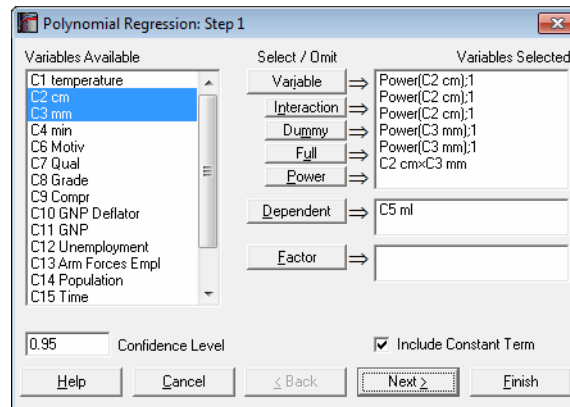 Polynomial Regression: Step 1
Variables Available
Select / Omit
Variables Selected
C1 temperature
C2 cm
C3 mm
C4 min
C6 Motiv
C7 Qual
C8 Grade
C9 Compr
C10 GNP Deflator
C11 GNP
C12 Unemployment
C13 Arm Forces Empl
C14 Population
C15 Time
Variable
Interaction
Dummy
Full
Power
Power(C2 cm);1
Power(C2 cm);1
Power(C2 cm);1
Power(C3 mm);1
Power(C3 mm);1
C2 cm×C3 mm
Dependent
C5 ml
Factor
0.95 Confidence Level
Include Constant Term
Help
Cancel
< Back
Next >
Finish